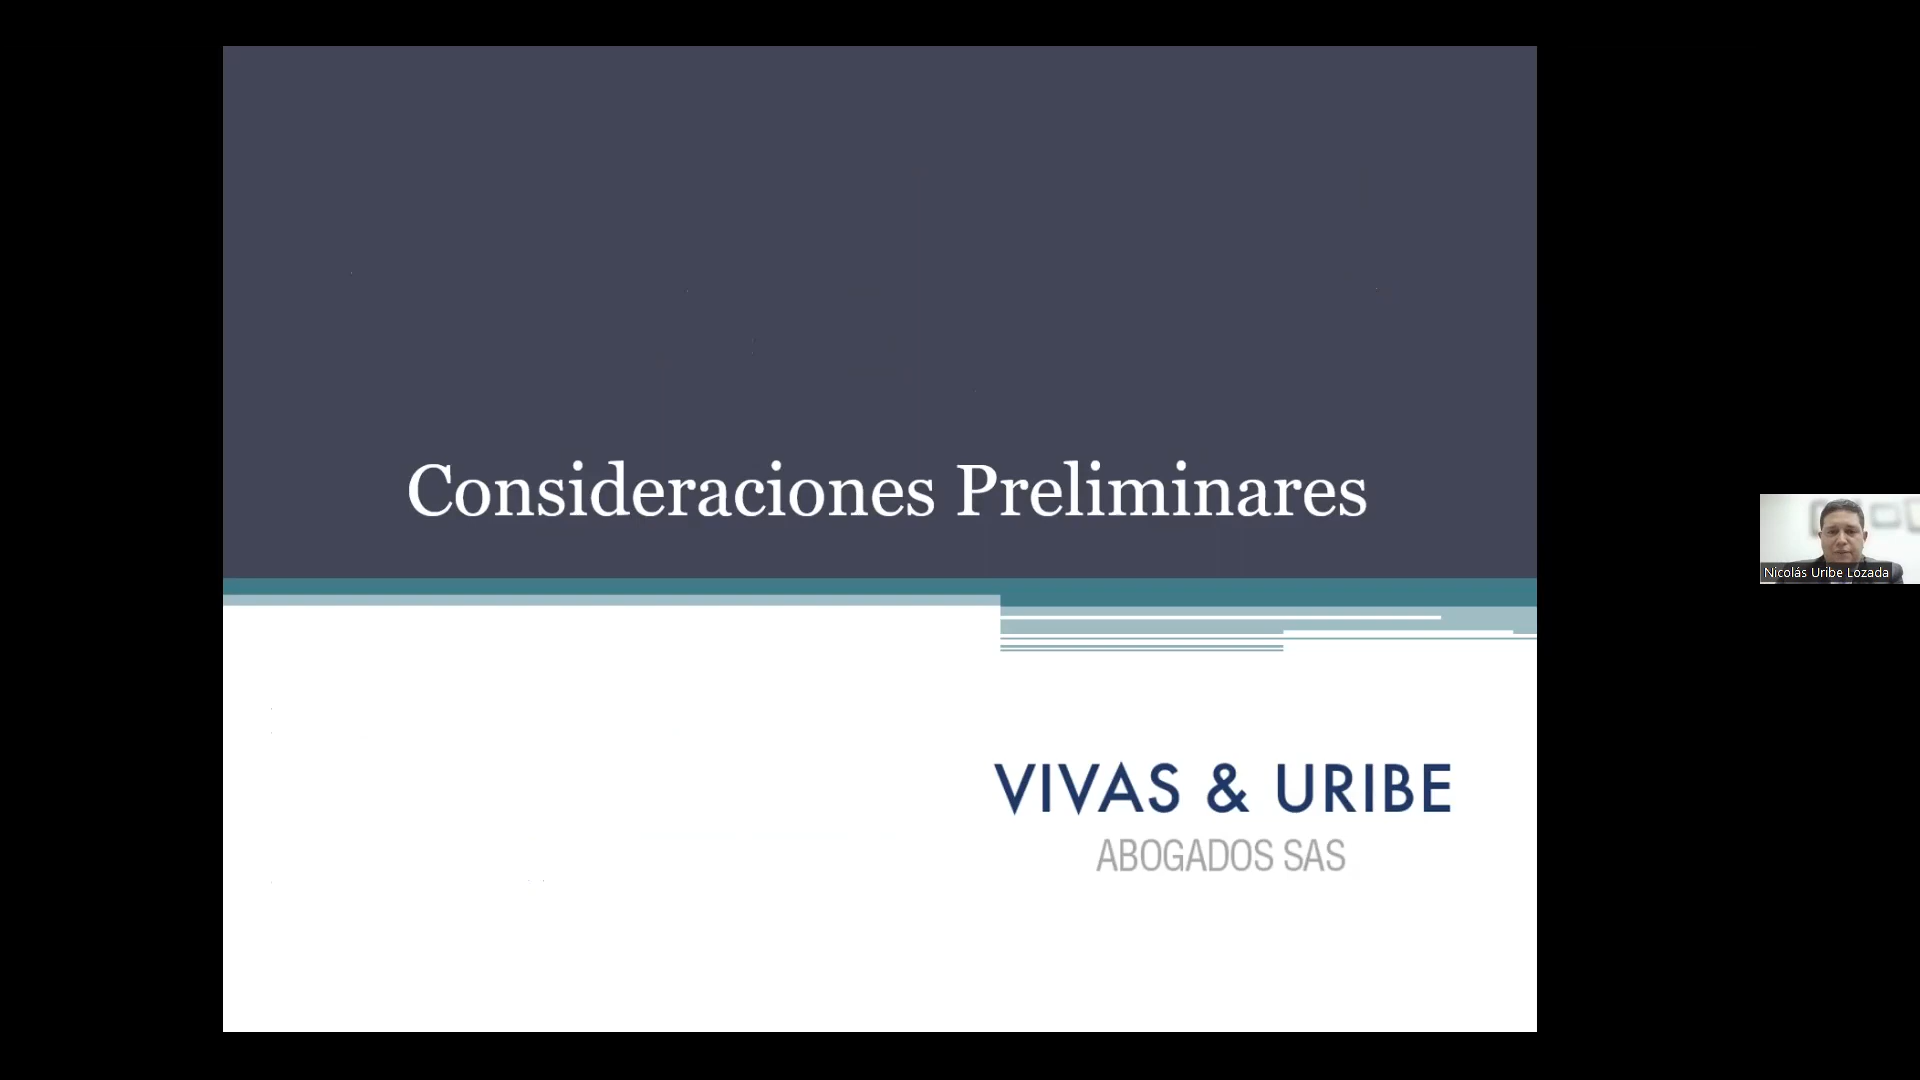 Consideraciones Preliminares
VIVAS & URIBE
ABOGADOS SAS
Nicolás Uribe Lozada